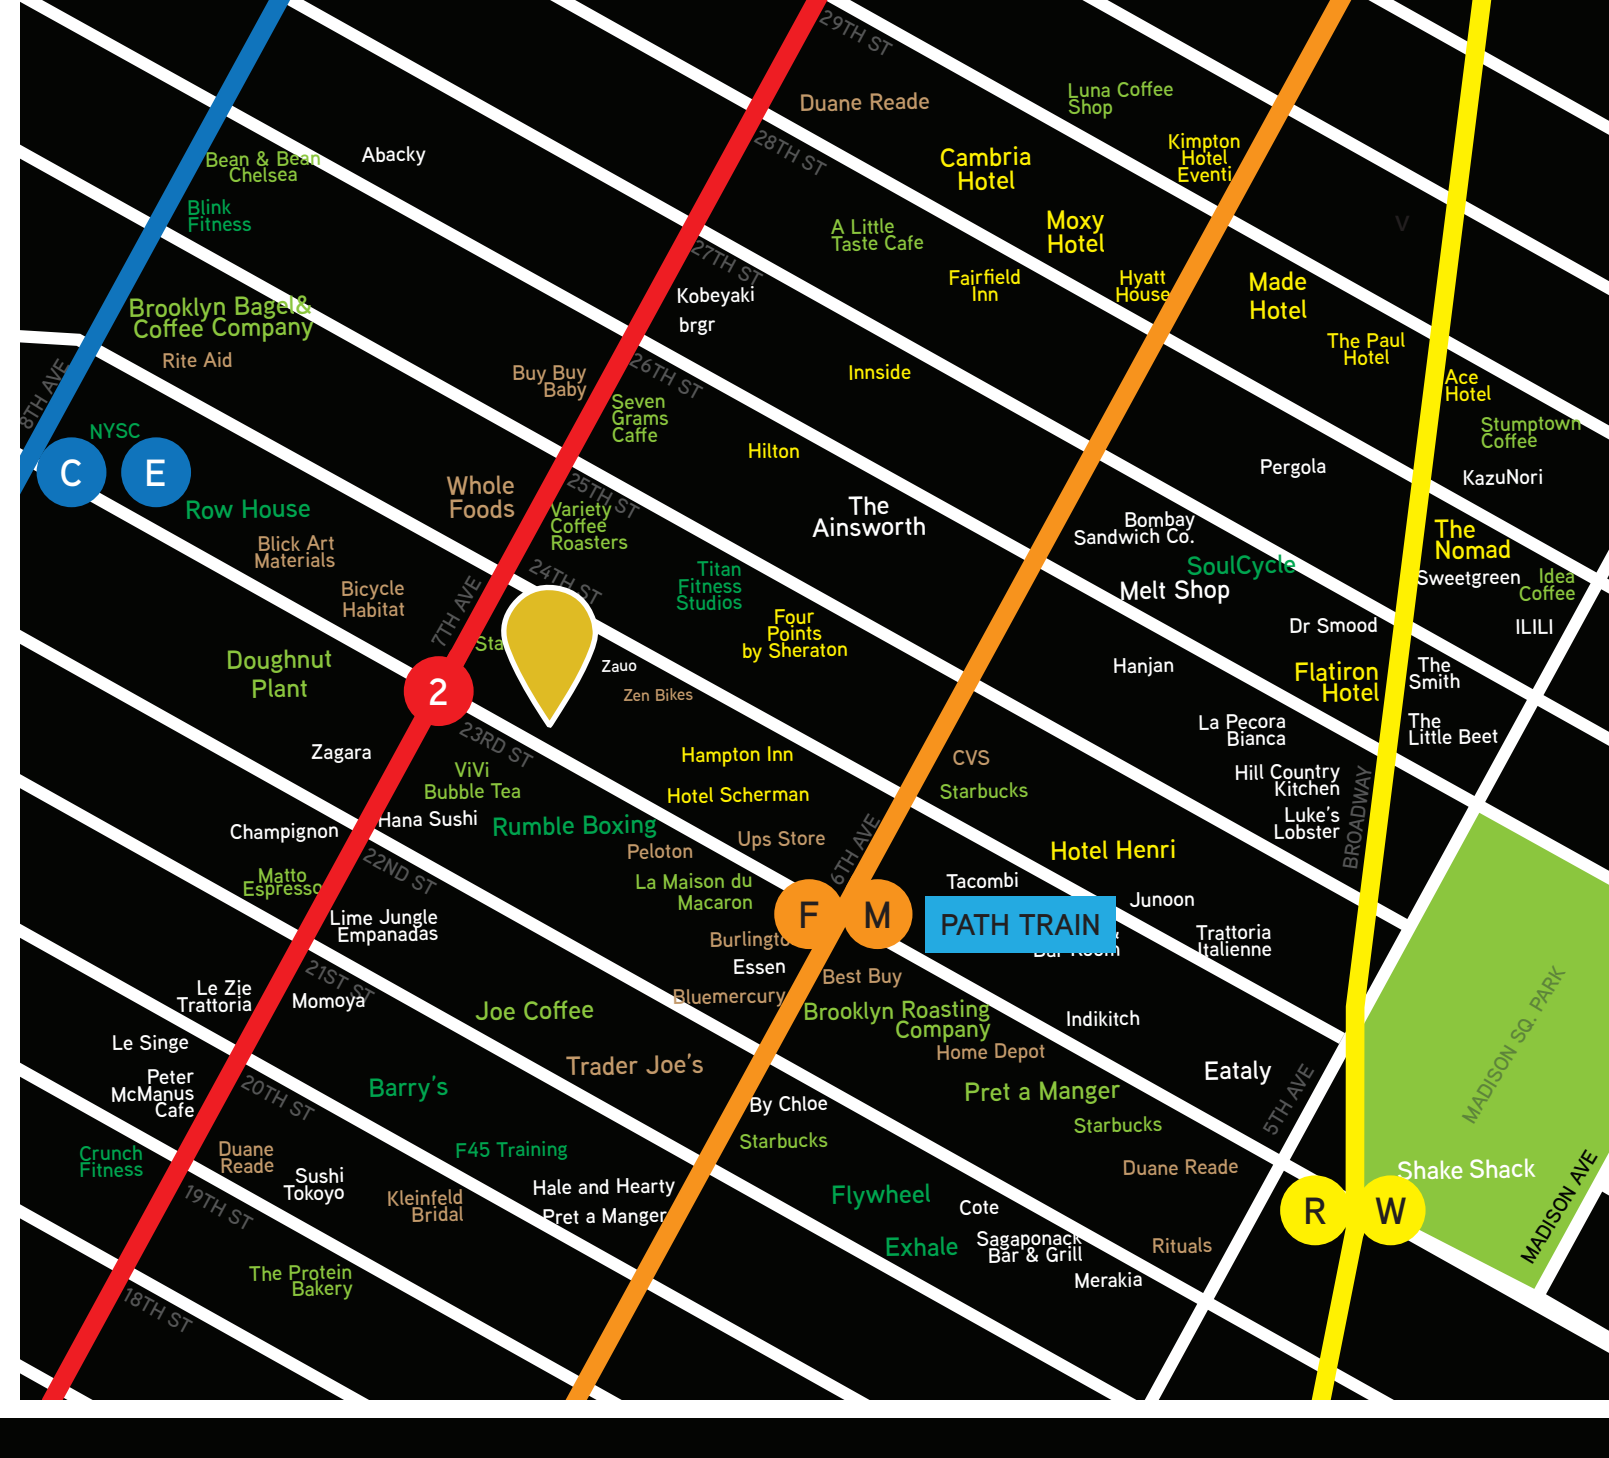 29TH ST
Duane Reade
Luna Coffee
Shop
28TH ST
Kimpton
Hotel
Eventi
Cambria
Hotel
Bean & Bean
Chelsea
Abacky
Blink
Fitness
A Little
Taste Cafe
Moxy
Hotel
V
27TH ST
Fairfield
Inn
Hyatt
House
Made
Hotel
Kobeyaki
brgr
Brooklyn Bagel&
Coffee Company
Rite Aid
The Paul
Hotel
26TH ST
Buy Buy
Baby
Innside
Ace
Hotel
8TH AVE
Seven
Grams
Caffe
Stumptown
Coffee
NYSC
C
E
Hilton
Pergola
KazuNori
Whole
Foods
25TH ST
Row House
Variety
Coffee
Roasters
The
Ainsworth
Bombay
Sandwich Co.
The
Nomad
Blick Art
Materials
24TH ST
Titan
Fitness
Studios
SoulCycle
Melt Shop
Sweetgreen
Idea
Coffee
Bicycle
Habitat
7TH AVE
Four
Points
by Sheraton
Dr Smood
ILILI
Sta
Zauo
Zen Bikes
Doughnut
Plant
2
Hanjan
Flatiron
Hotel
The
Smith
La Pecora
Bianca
The
Little Beet
23RD ST
Zagara
Hampton Inn
CVS
Starbucks
Hill Country
Kitchen
Luke's
Lobster
BROADWAY
ViVi
Bubble Tea
Hotel Scherman
Hana Sushi
Rumble Boxing
Champignon
Ups Store
Peloton
6TH AVE
Hotel Henri
22ND ST
Matto
Espresso
La Maison du
Macaron
Tacombi
Junoon
F
M
PATH TRAIN
Lime Jungle
Empanadas
Burlingto
Essen
Trattoria
Italienne
Best Buy
Bluemercury
21ST ST
Le Zie
Trattoria
Momoya
Joe Coffee
Brooklyn Roasting
Company
Indikitch
MADISON SQ. PARK
Le Singe
Home Depot
Trader Joe's
Eataly
Peter
McManus
Cafe
20TH ST
Barry's
Pret a Manger
By Chloe
5TH AVE
Starbucks
Starbucks
Crunch
Fitness
Duane
Reade
F45 Training
Duane Reade
Shake Shack
MADISON AVE
Sushi
Tokoyo
19TH ST
Kleinfeld
Bridal
Hale and Hearty
Pret a Manger
Flywheel
Cote
R
W
Exhale
Sagaponack
Bar & Grill
Rituals
Merakia
The Protein
Bakery
18TH ST